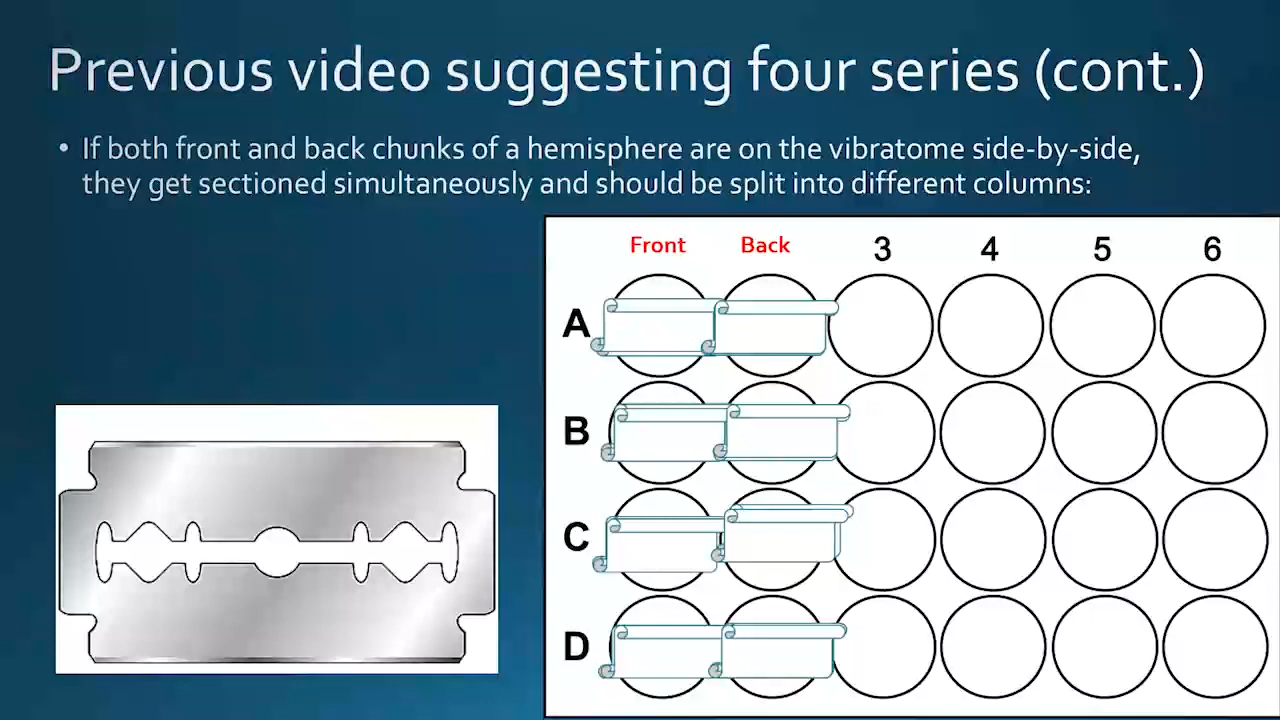 Previous video suggesting four series (cont.)
• If both front and back chunks of a hemisphere are on the vibratome side-by-side,
they get sectioned simultaneously and should be split into different columns:
Front Back 3 4 5 6
A
B
C
D